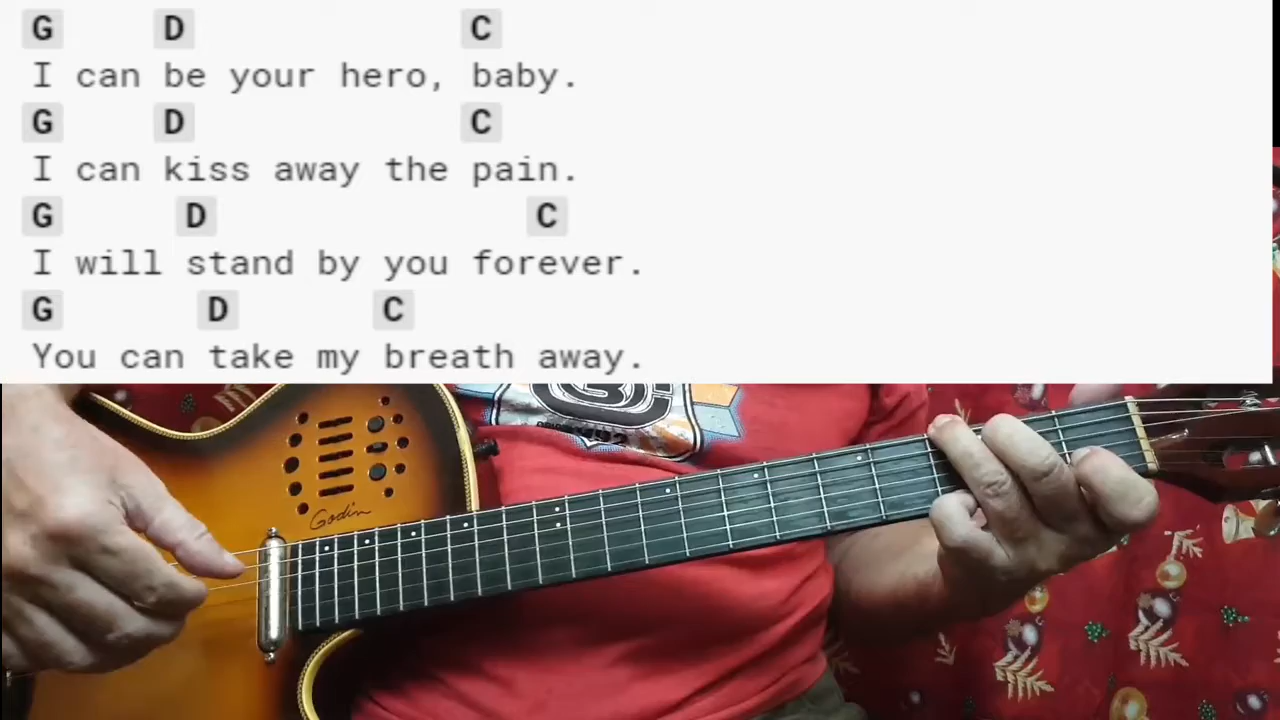 G D C
I can be your hero, baby.
G D C
I can kiss away the pain.
G D C
I will stand by you forever.
G D C
You can take my breath away.
Godin